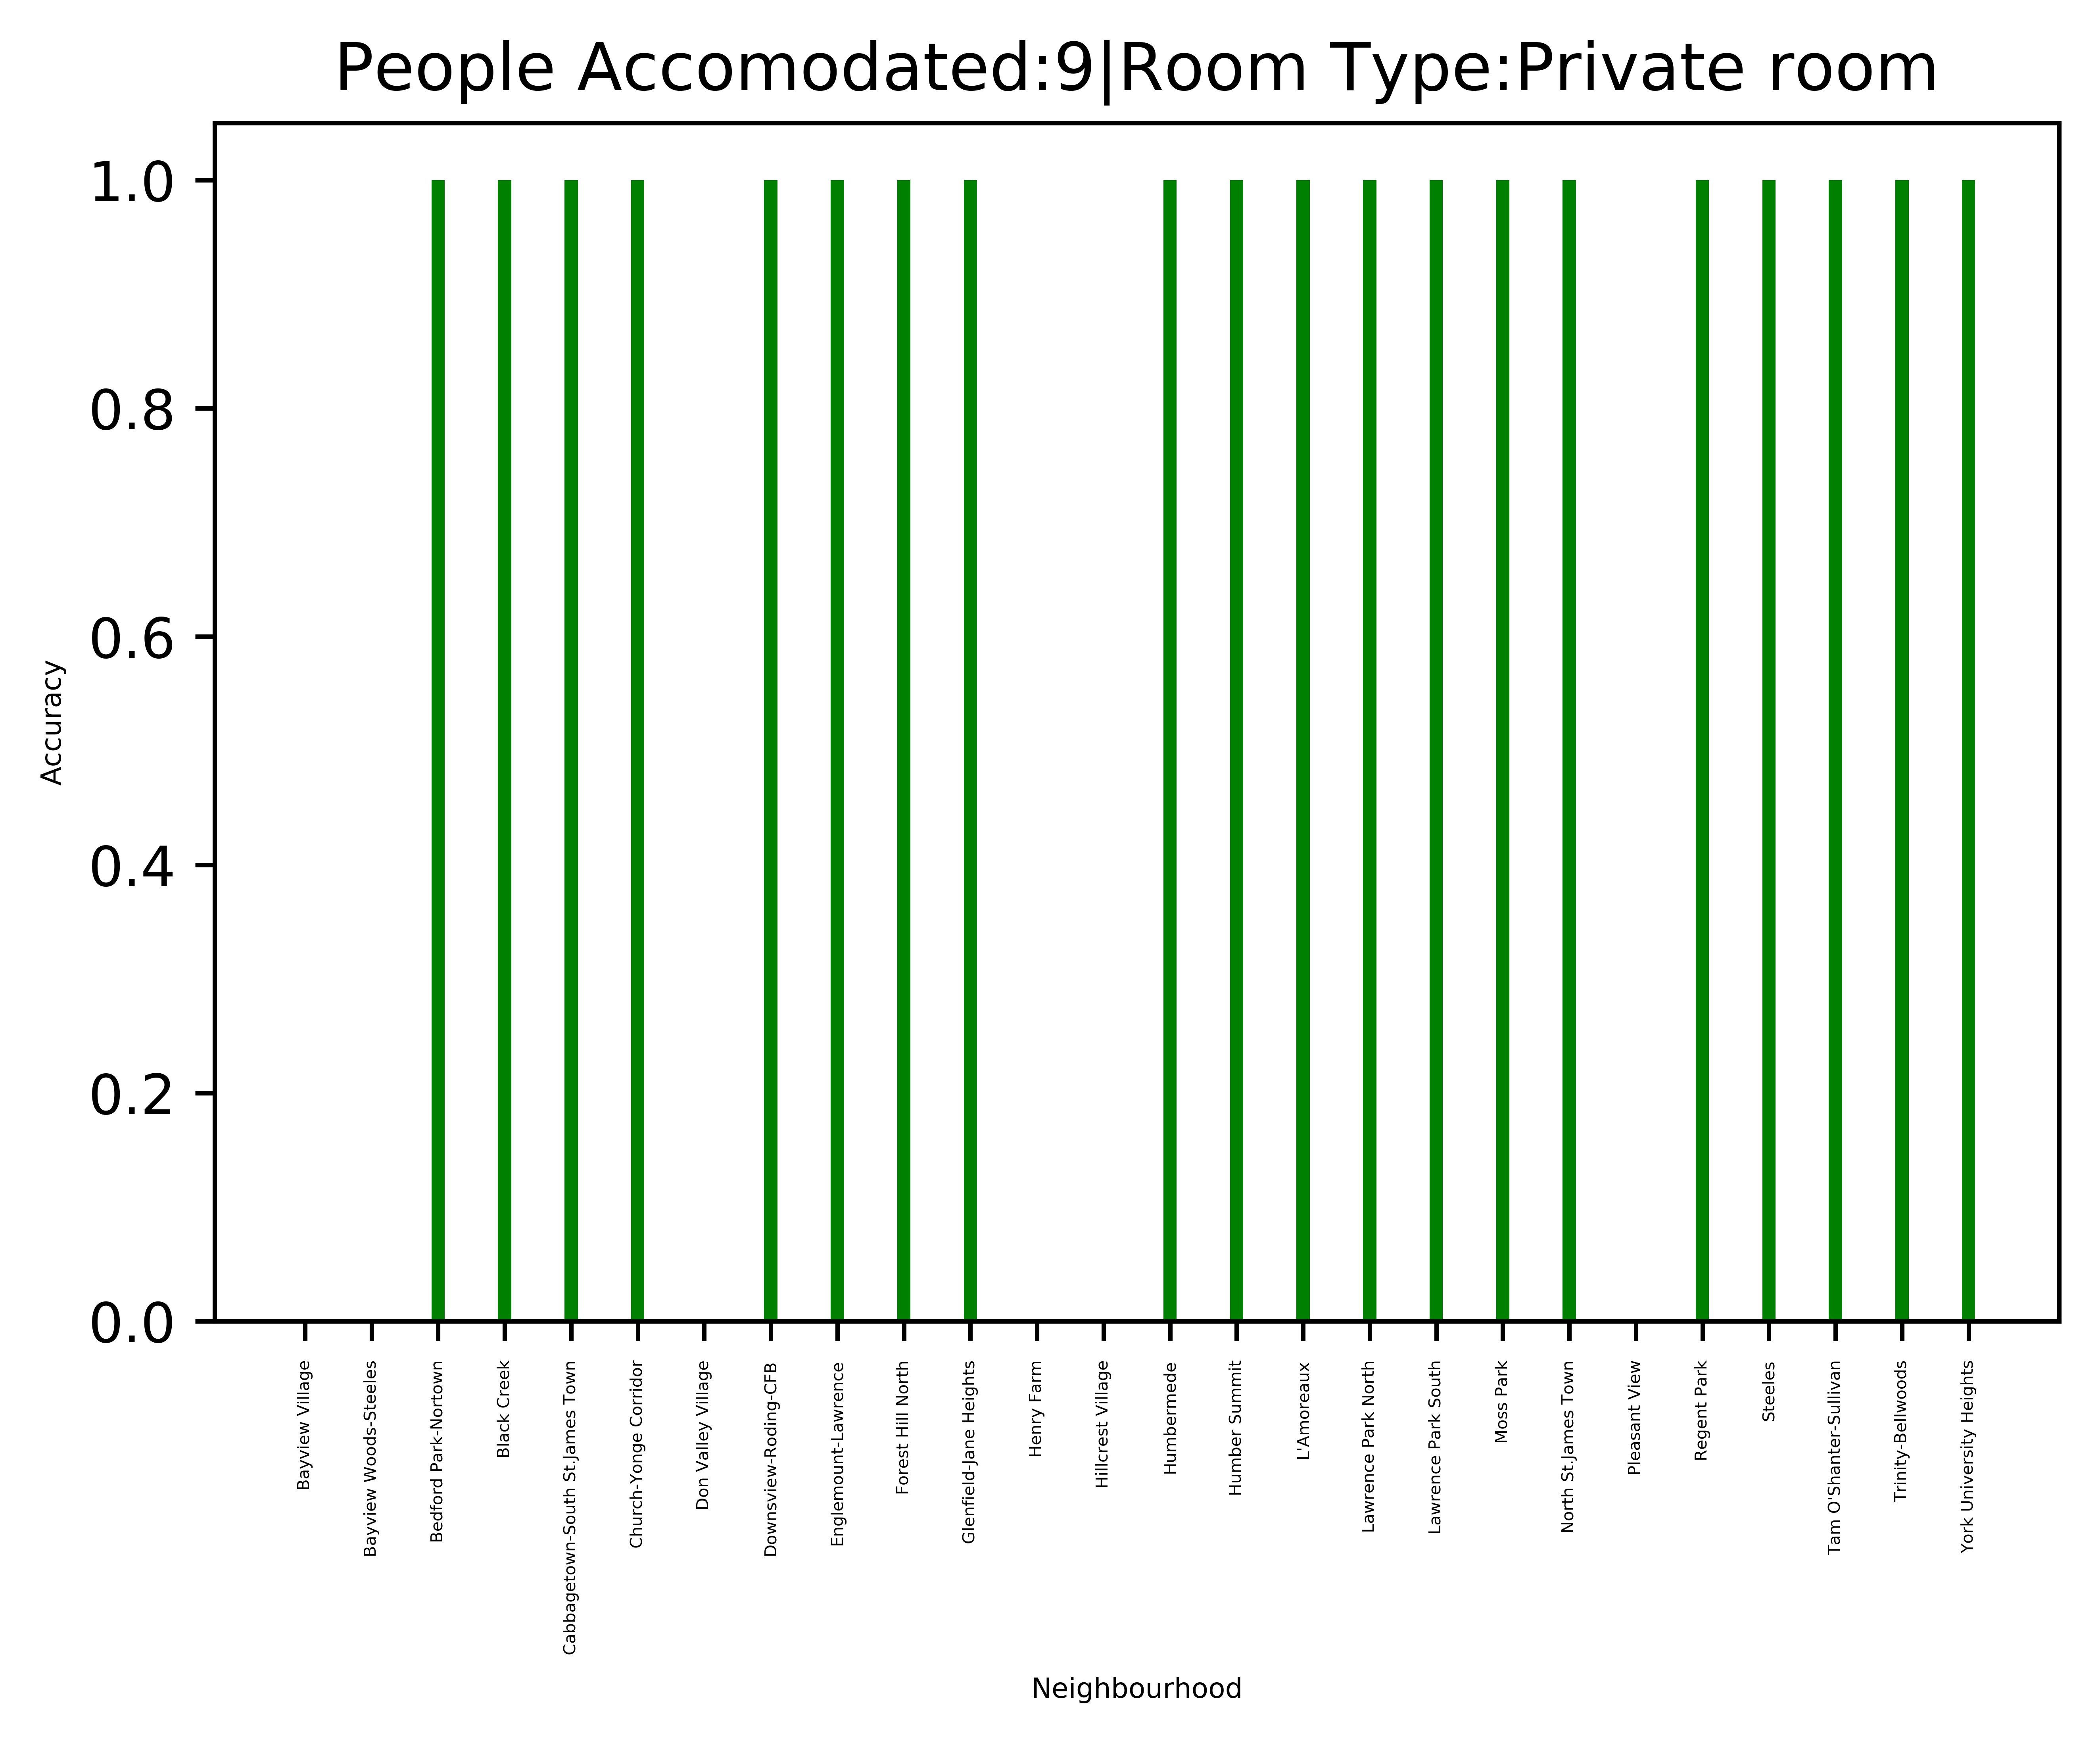 People Accomodated:9|Room Type:Private room
1.0
0.8
0.6
0.4
0.2
0.0
Accuracy
Bayview Village
Bayview Woods-Steeles
Bedford Park-Nortown
Black Creek
Cabbagetown-South St.James Town
Church-Yonge Corridor
Don Valley Village
Downsview-Roding-CFB
Englemount-Lawrence
Forest Hill North
Glenfield-Jane Heights
Henry Farm
Hillcrest Village
Humbermede
Humber Summit
L'Amoreaux
Lawrence Park North
Lawrence Park South
Moss Park
North St.James Town
Pleasant View
Regent Park
Steeles
Tam O'Shanter-Sullivan
Trinity-Bellwoods
York University Heights
Neighbourhood